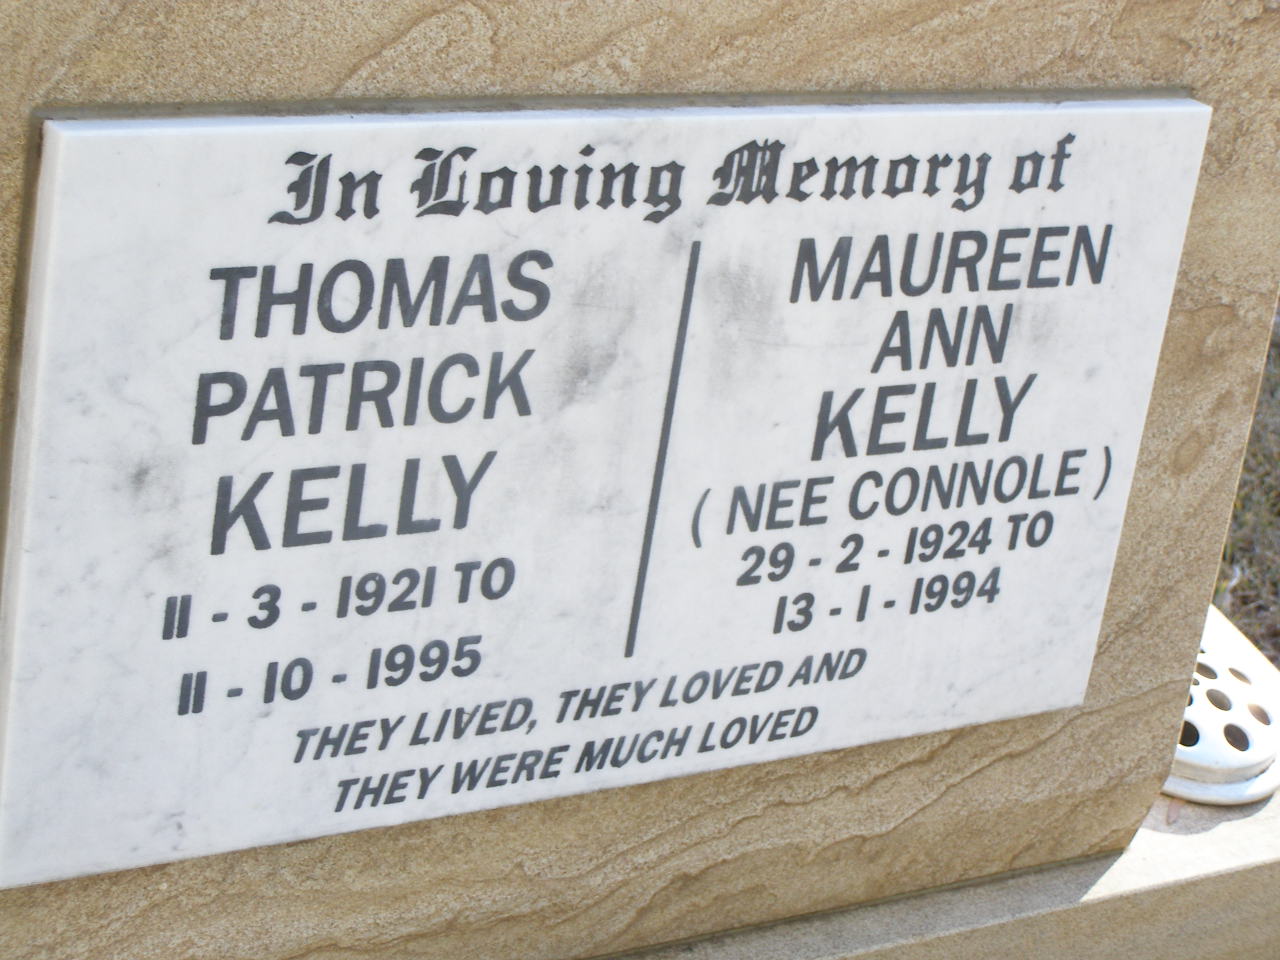 In Loving Memory of
THOMAS
PATRICK
KELLY
11 - 3 - 1921 TO
11 - 10 - 1995
MAUREEN
ANN
KELLY
( NEE CONNOLE )
29 - 2 - 1924 TO
13 - 1 - 1994
THEY LIVED, THEY LOVED AND
THEY WERE MUCH LOVED